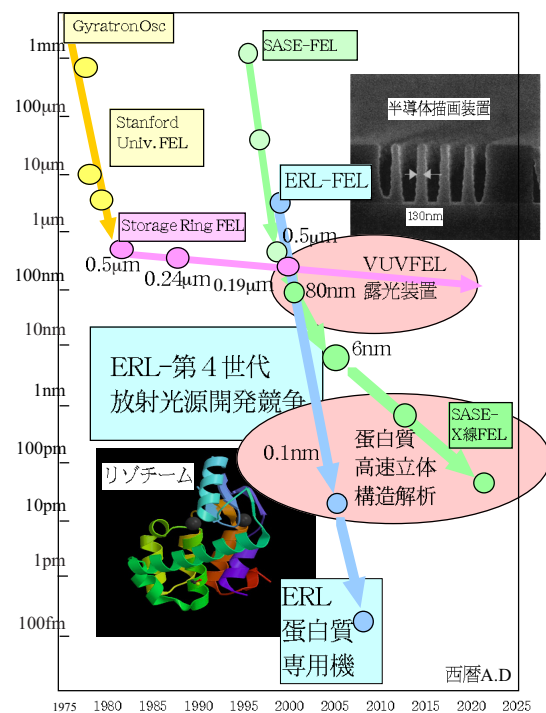 Gyratron Osc
1mm
SASE-FEL
100μm
半導体描画装置
Stanford
Univ. FEL
10μm
ERL-FEL
130nm
1μm
Storage Ring FEL
0.5μm
0.5μm
0.24μm
0.19μm
VUVFEL
露光装置
100nm
80nm
10nm
6nm
ERL-第４世代
放射光源開発競争
1nm
SASE-
X線FEL
蛋白質
高速立体
構造解析
0.1nm
100pm
リゾチーム
10pm
1pm
ERL
蛋白質
専用機
100fm
西暦A.D
1975 1980 1985 1990 1995 2000 2005 2010 2015 2020 2025